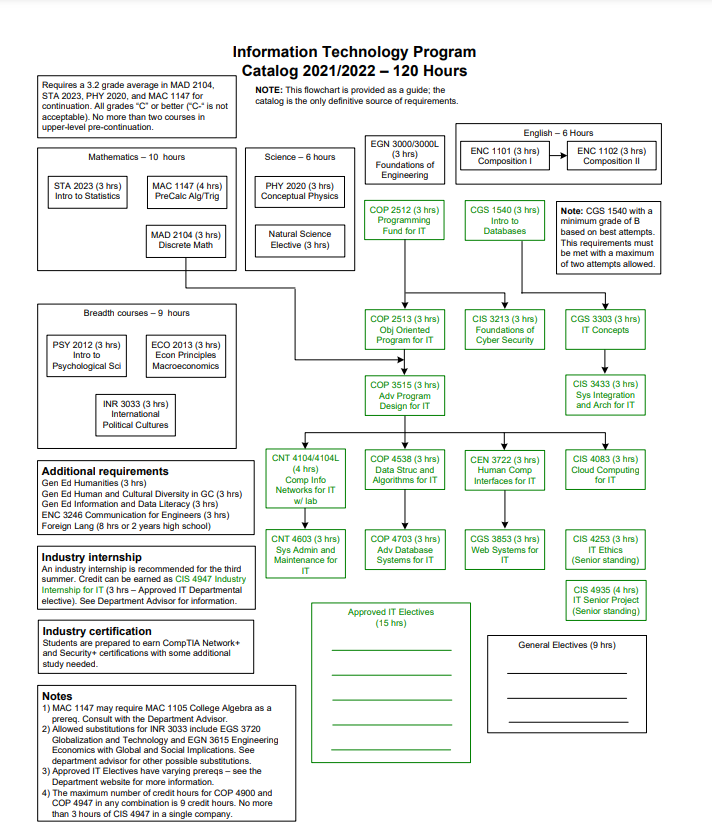 Information Technology Program
Catalog 2021/2022 – 120 Hours
Requires a 3.2 grade average in MAD 2104,
STA 2023, PHY 2020, and MAC 1147 for
continuation. All grades "C" or better ("C-" is not
acceptable). No more than two courses in
upper-level pre-continuation.
NOTE: This flowchart is provided as a guide; the
catalog is the only definitive source of requirements.
Mathematics – 10 hours
STA 2023 (3 hrs)
Intro to Statistics
MAC 1147 (4 hrs)
PreCalc Alg/Trig
MAD 2104 (3 hrs)
Discrete Math
Science – 6 hours
PHY 2020 (3 hrs)
Conceptual Physics
Natural Science
Elective (3 hrs)
EGN 3000/3000L
(3 hrs)
Foundations of
Engineering
English – 6 Hours
ENC 1101 (3 hrs)
Composition I
ENC 1102 (3 hrs)
Composition II
COP 2512 (3 hrs)
Programming
Fund for IT
CGS 1540 (3 hrs)
Intro to
Databases
Note: CGS 1540 with a
minimum grade of B
based on best attempts.
This requirements must
be met with a maximum
of two attempts allowed.
Breadth courses – 9 hours
PSY 2012 (3 hrs)
Intro to
Psychological Sci
ECO 2013 (3 hrs)
Econ Principles
Macroeconomics
INR 3033 (3 hrs)
International
Political Cultures
COP 2513 (3 hrs)
Obj Oriented
Program for IT
CIS 3213 (3 hrs)
Foundations of
Cyber Security
CGS 3303 (3 hrs)
IT Concepts
COP 3515 (3 hrs)
Adv Program
Design for IT
CIS 3433 (3 hrs)
Sys Integration
and Arch for IT
CNT 4104/4104L
(4 hrs)
Comp Info
Networks for IT
w/ lab
COP 4538 (3 hrs)
Data Struc and
Algorithms for IT
CEN 3722 (3 hrs)
Human Comp
Interfaces for IT
CIS 4083 (3 hrs)
Cloud Computing
for IT
CNT 4603 (3 hrs)
Sys Admin and
Maintenance for
IT
COP 4703 (3 hrs)
Adv Database
Systems for IT
CGS 3853 (3 hrs)
Web Systems for
IT
CIS 4253 (3 hrs)
IT Ethics
(Senior standing)
CIS 4935 (4 hrs)
IT Senior Project
(Senior standing)
Additional requirements
Gen Ed Humanities (3 hrs)
Gen Ed Human and Cultural Diversity in GC (3 hrs)
Gen Ed Information and Data Literacy (3 hrs)
ENC 3246 Communication for Engineers (3 hrs)
Foreign Lang (8 hrs or 2 years high school)
Industry internship
An industry internship is recommended for the third
summer. Credit can be earned as CIS 4947 Industry
Internship for IT (3 hrs – Approved IT Departmental
elective). See Department Advisor for information.
Industry certification
Students are prepared to earn CompTIA Network+
and Security+ certifications with some additional
study needed.
Approved IT Electives
(15 hrs)
General Electives (9 hrs)
Notes
1) MAC 1147 may require MAC 1105 College Algebra as a
prereq. Consult with the Department Advisor.
2) Allowed substitutions for INR 3033 include EGS 3720
Globalization and Technology and EGN 3615 Engineering
Economics with Global and Social Implications. See
department advisor for other possible substitutions.
3) Approved IT Electives have varying prereqs – see the
Department website for more information.
4) The maximum number of credit hours for COP 4900 and
COP 4947 in any combination is 9 credit hours. No more
than 3 hours of CIS 4947 in a single company.